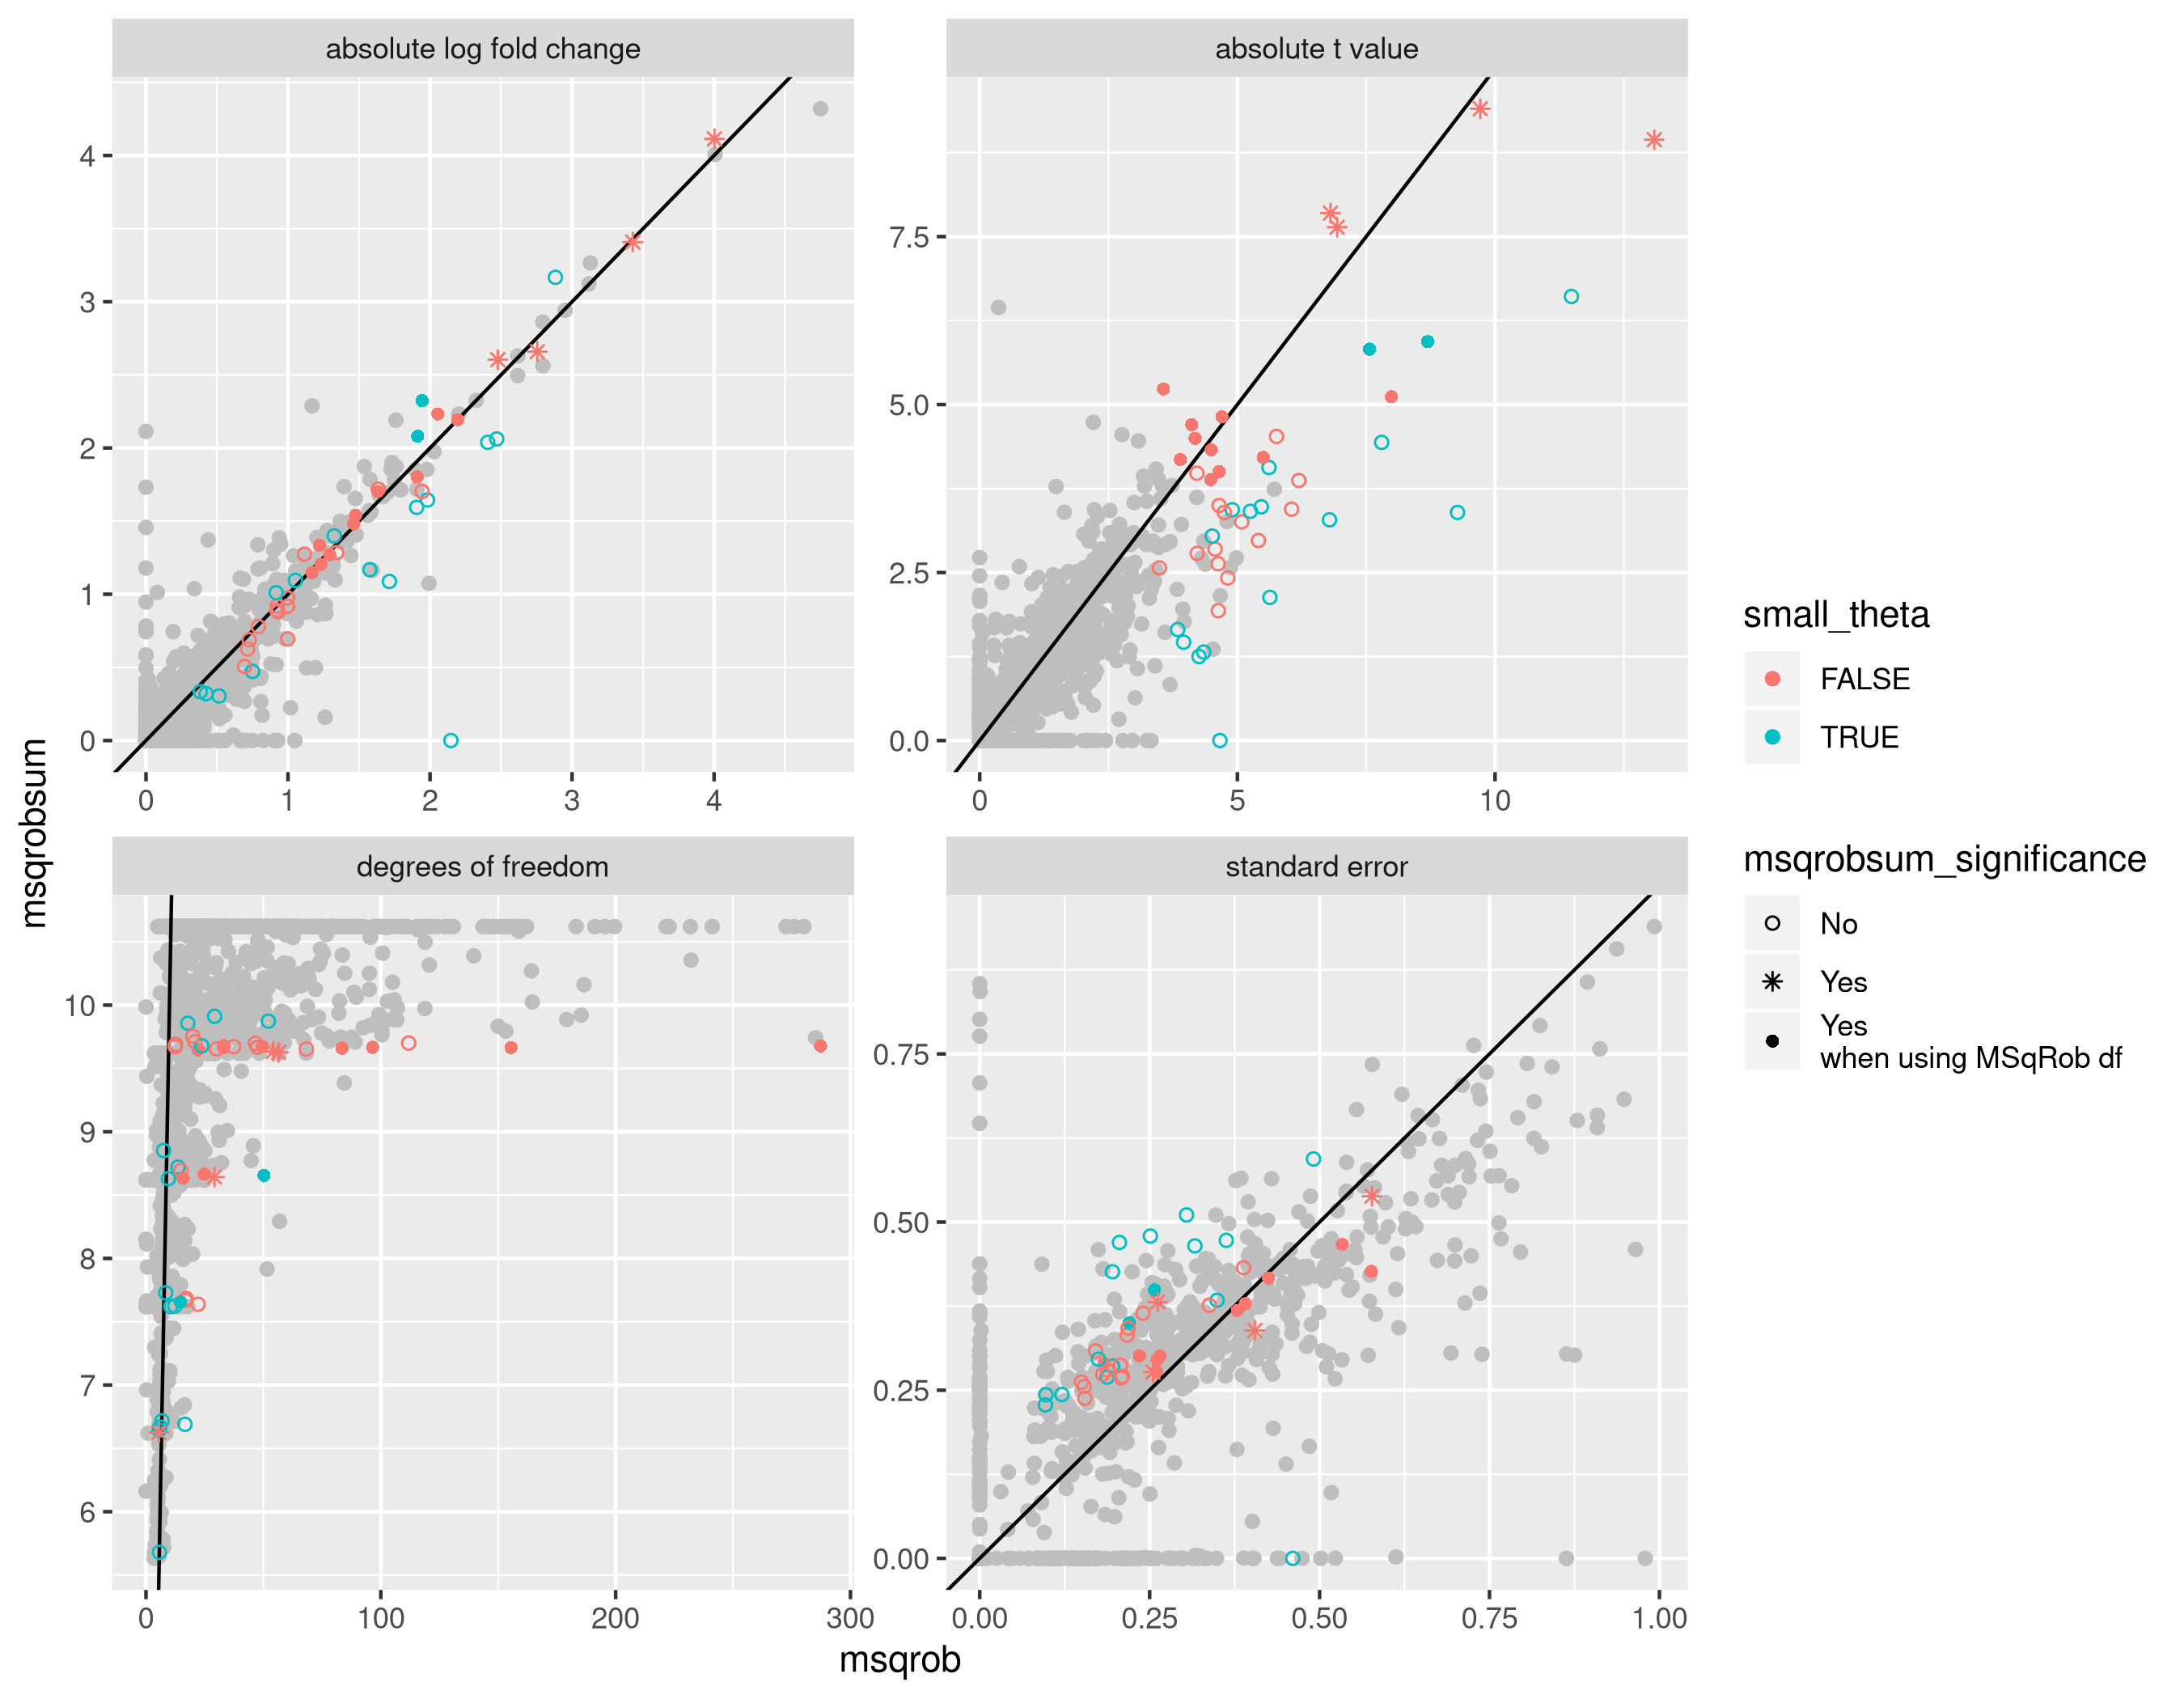 absolute log fold change
absolute t value
4
3
2
1
0
0
1
2
3
4
7.5
5.0
2.5
0.0
0
5
10
degrees of freedom
standard error
10
9
8
7
6
0
100
200
300
0.75
0.50
0.25
0.00
0.00
0.25
0.50
0.75
1.00
msqrobsum
msqrob
small_theta
FALSE
TRUE
msqrobsum_significance
No
Yes
Yes
when using MSqRob df